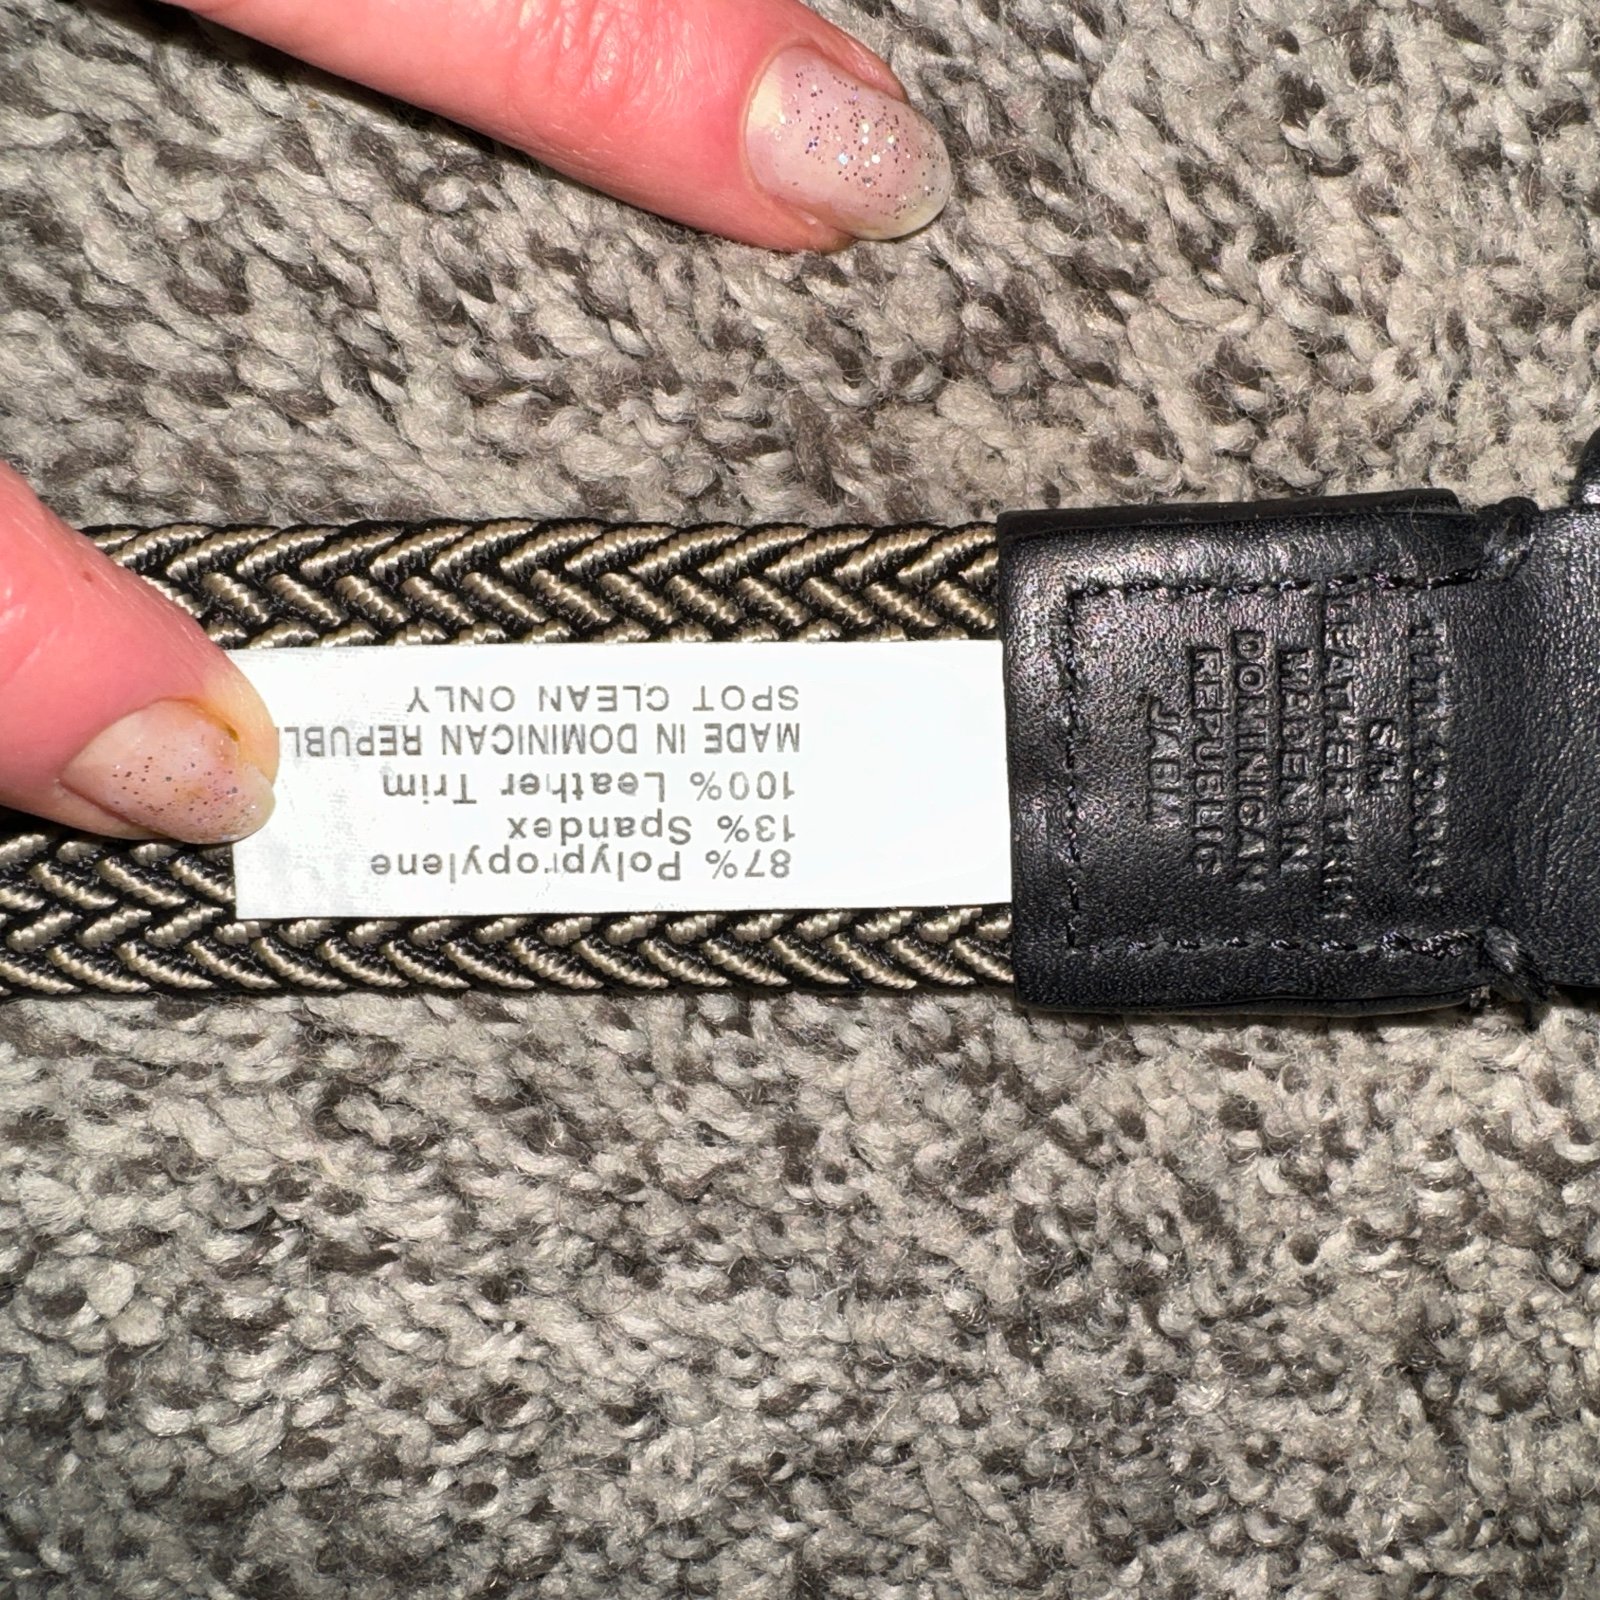 87% Polypropylene
13% Spandex
100% Leather Trim
MADE IN DOMINICAN REPUBLI
SPOT CLEAN ONLY
S/M
LEATHER TRIM
MADE IN
DOMINICAN
REPUBLIC